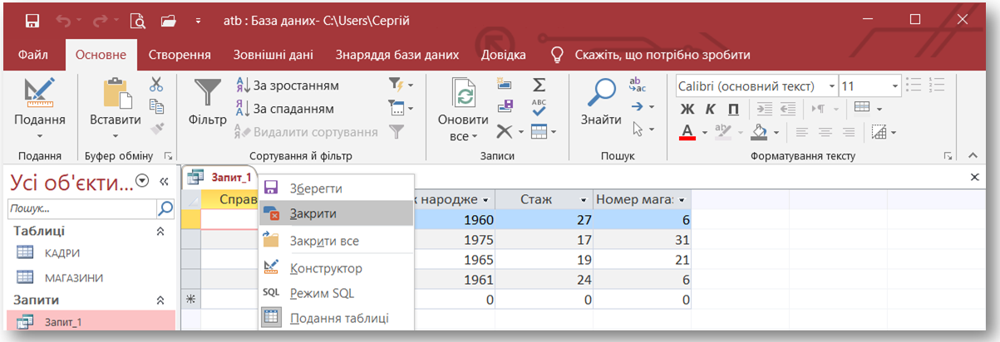 atb : База даних- C:\Users\Сергій
Файл Основне Створення Зовнішні дані Знаряддя бази даних Довідка Скажіть, що потрібно зробити
Подання
Вставити
Фільтр
За зростанням
За спаданням
Видалити сортування
Оновити
все
ABC
Знайти
ab
ac
Calibri (основний текст) 11
Ж К П
A ab
Подання Буфер обміну Сортування й фільтр Записи Пошук Форматування тексту
Усі об'єкти...
Пошук...
Таблиці
КАДРИ
МАГАЗИНИ
Запити
Запит_1
Запит_1
Справ народже Стаж Номер мага:
1960 27 6
1975 17 31
1965 19 21
1961 24 6
0 0 0
Зберегти
Закрити
Закрити все
Конструктор
SQL Режим SQL
Подання таблиці